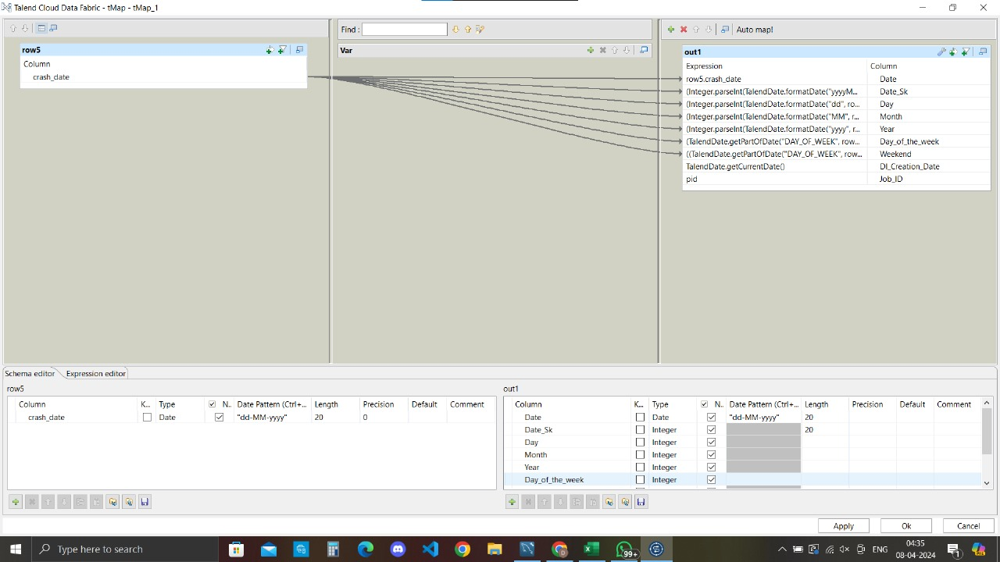 Talend Cloud Data Fabric - tMap - tMap_1
Find :
Auto map!
row5
Column
crash_date
Var
out1
Expression Column
row5.crash_date Date
(Integer.parseInt(TalendDate.formatDate("yyyyM... Date_Sk
(Integer.parseInt(TalendDate.formatDate("dd", ro... Day
(Integer.parseInt(TalendDate.formatDate("MM", r... Month
(Integer.parseInt(TalendDate.formatDate("yyyy", r... Year
(TalendDate.getPartOfDate("DAY_OF_WEEK", row... Day_of_the_week
((TalendDate.getPartOfDate("DAY_OF_WEEK", row... Weekend
TalendDate.getCurrentDate() DI_Creation_Date
pid Job_ID
Schema editor Expression editor
row5
Column K... Type N.. Date Pattern (Ctrl+... Length Precision Default Comment
crash_date Date "dd-MM-yyyy" 20 0
out1
Column K... Type N.. Date Pattern (Ctrl+... Length Precision Default Comment
Date Date "dd-MM-yyyy" 20
Date_Sk Integer 20
Day Integer
Month Integer
Year Integer
Day_of_the_week Integer
Apply Ok Cancel
Type here to search
99+
ENG
04:35
08-04-2024
1